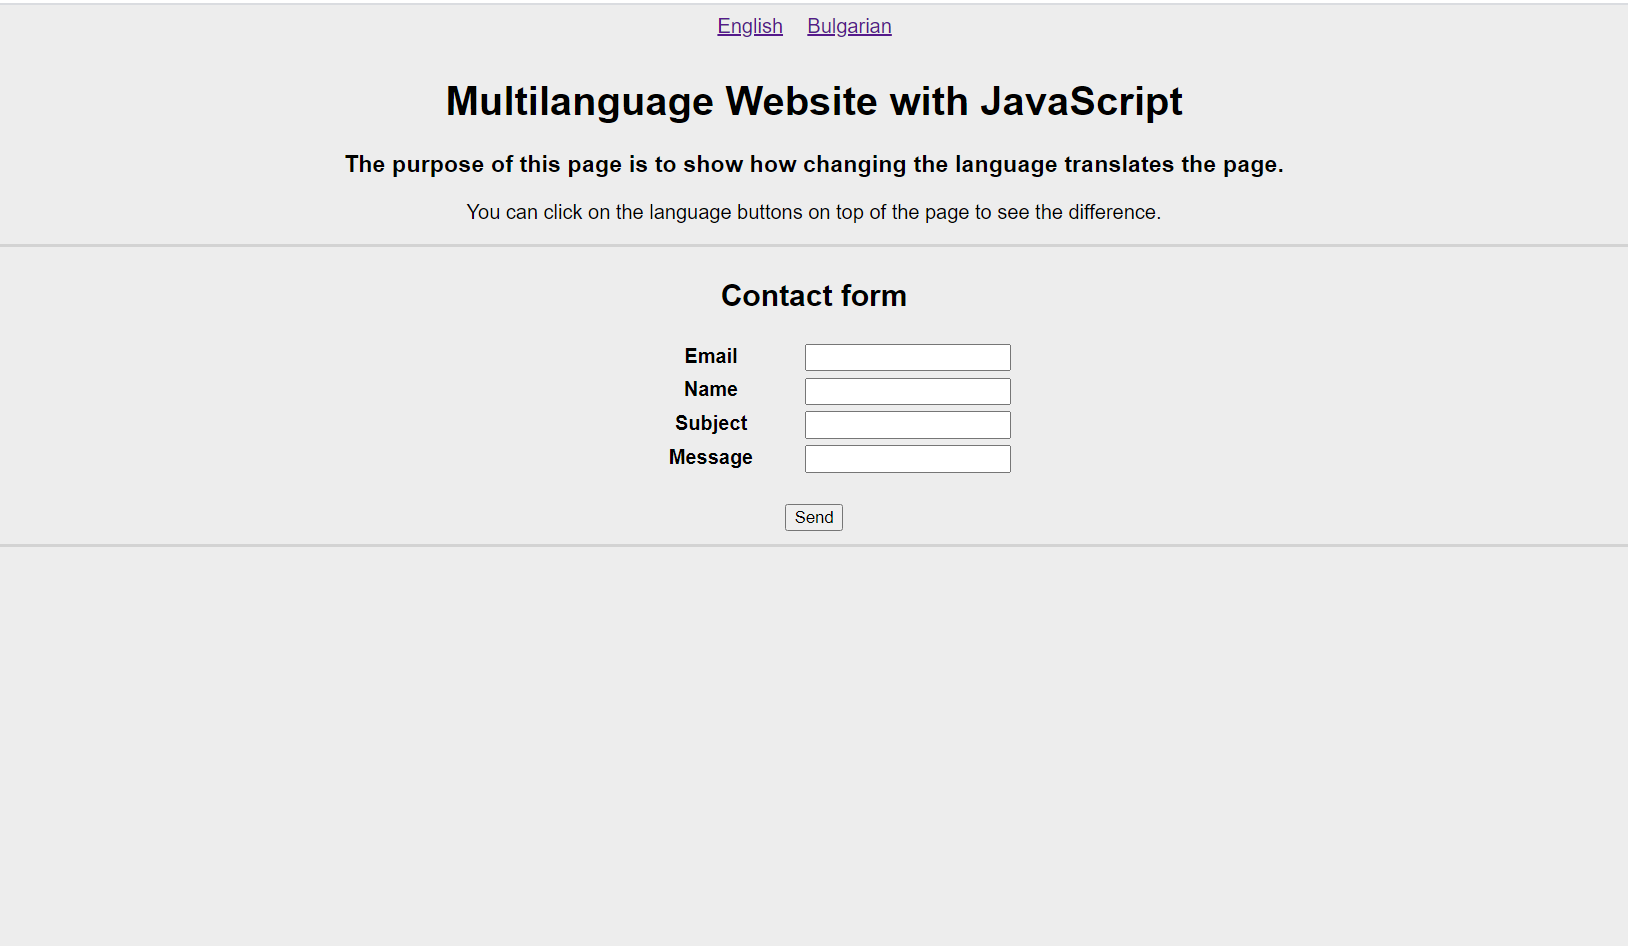 English Bulgarian
Multilanguage Website with JavaScript
The purpose of this page is to show how changing the language translates the page.
You can click on the language buttons on top of the page to see the difference.
Contact form
Email
Name
Subject
Message
Send